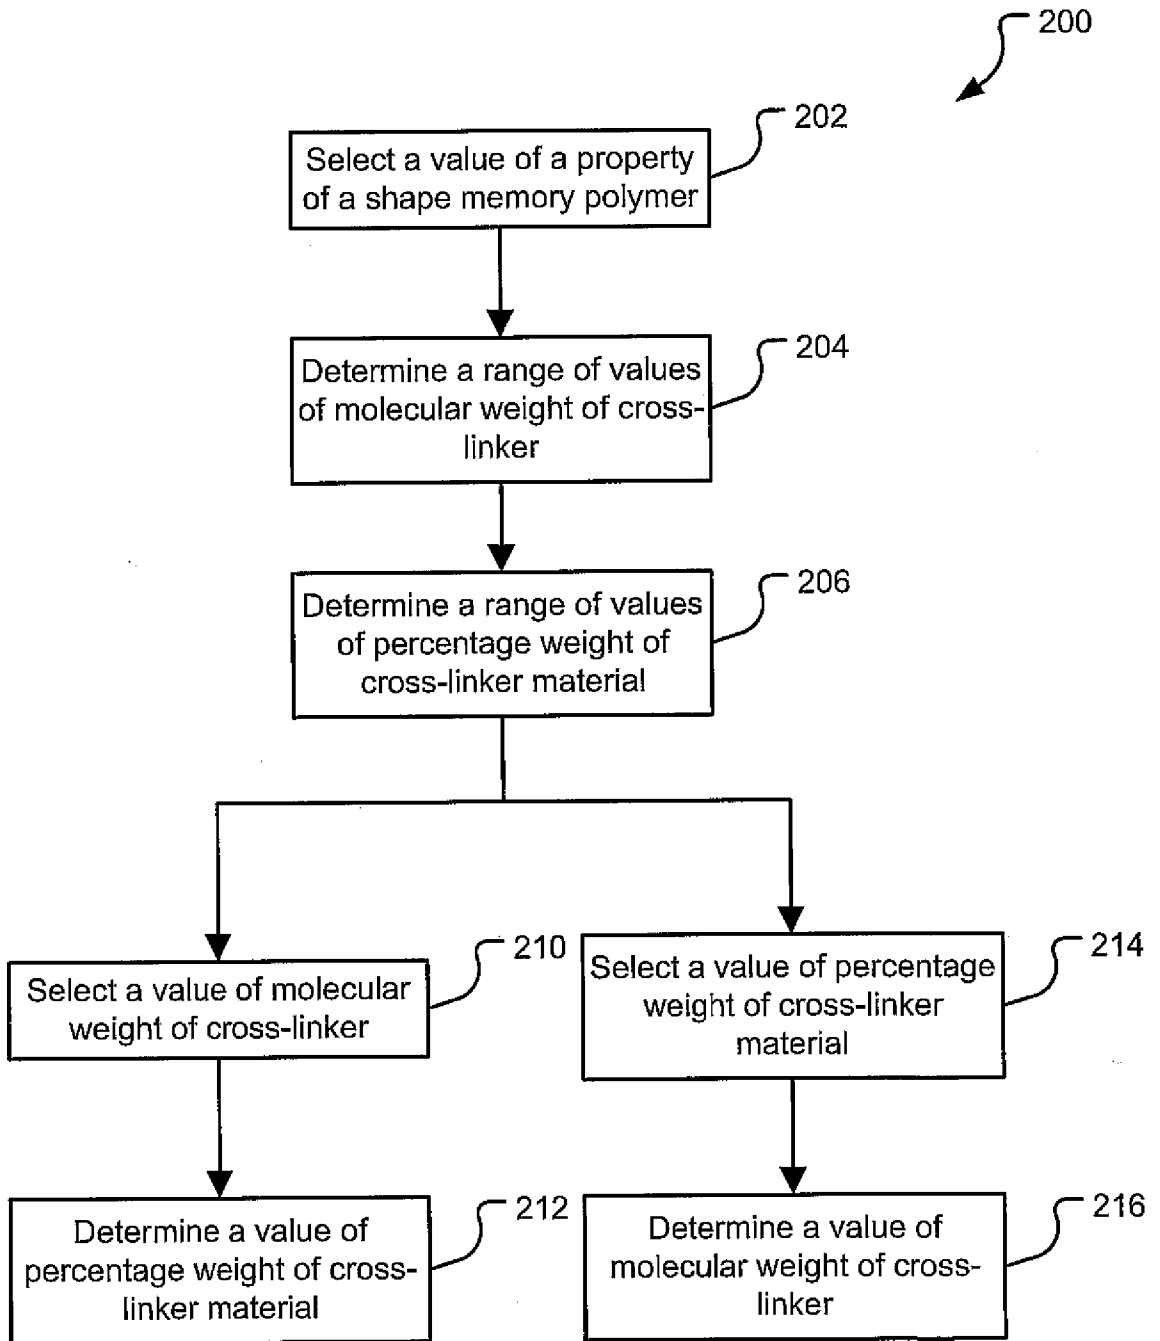 200
202
Select a value of a property
of a shape memory polymer
204
Determine a range of values
of molecular weight of cross-
linker
206
Determine a range of values
of percentage weight of
cross-linker material
210
Select a value of molecular
weight of cross-linker
214
Select a value of percentage
weight of cross-linker
material
212
Determine a value of
percentage weight of cross-
linker material
216
Determine a value of
molecular weight of cross-
linker